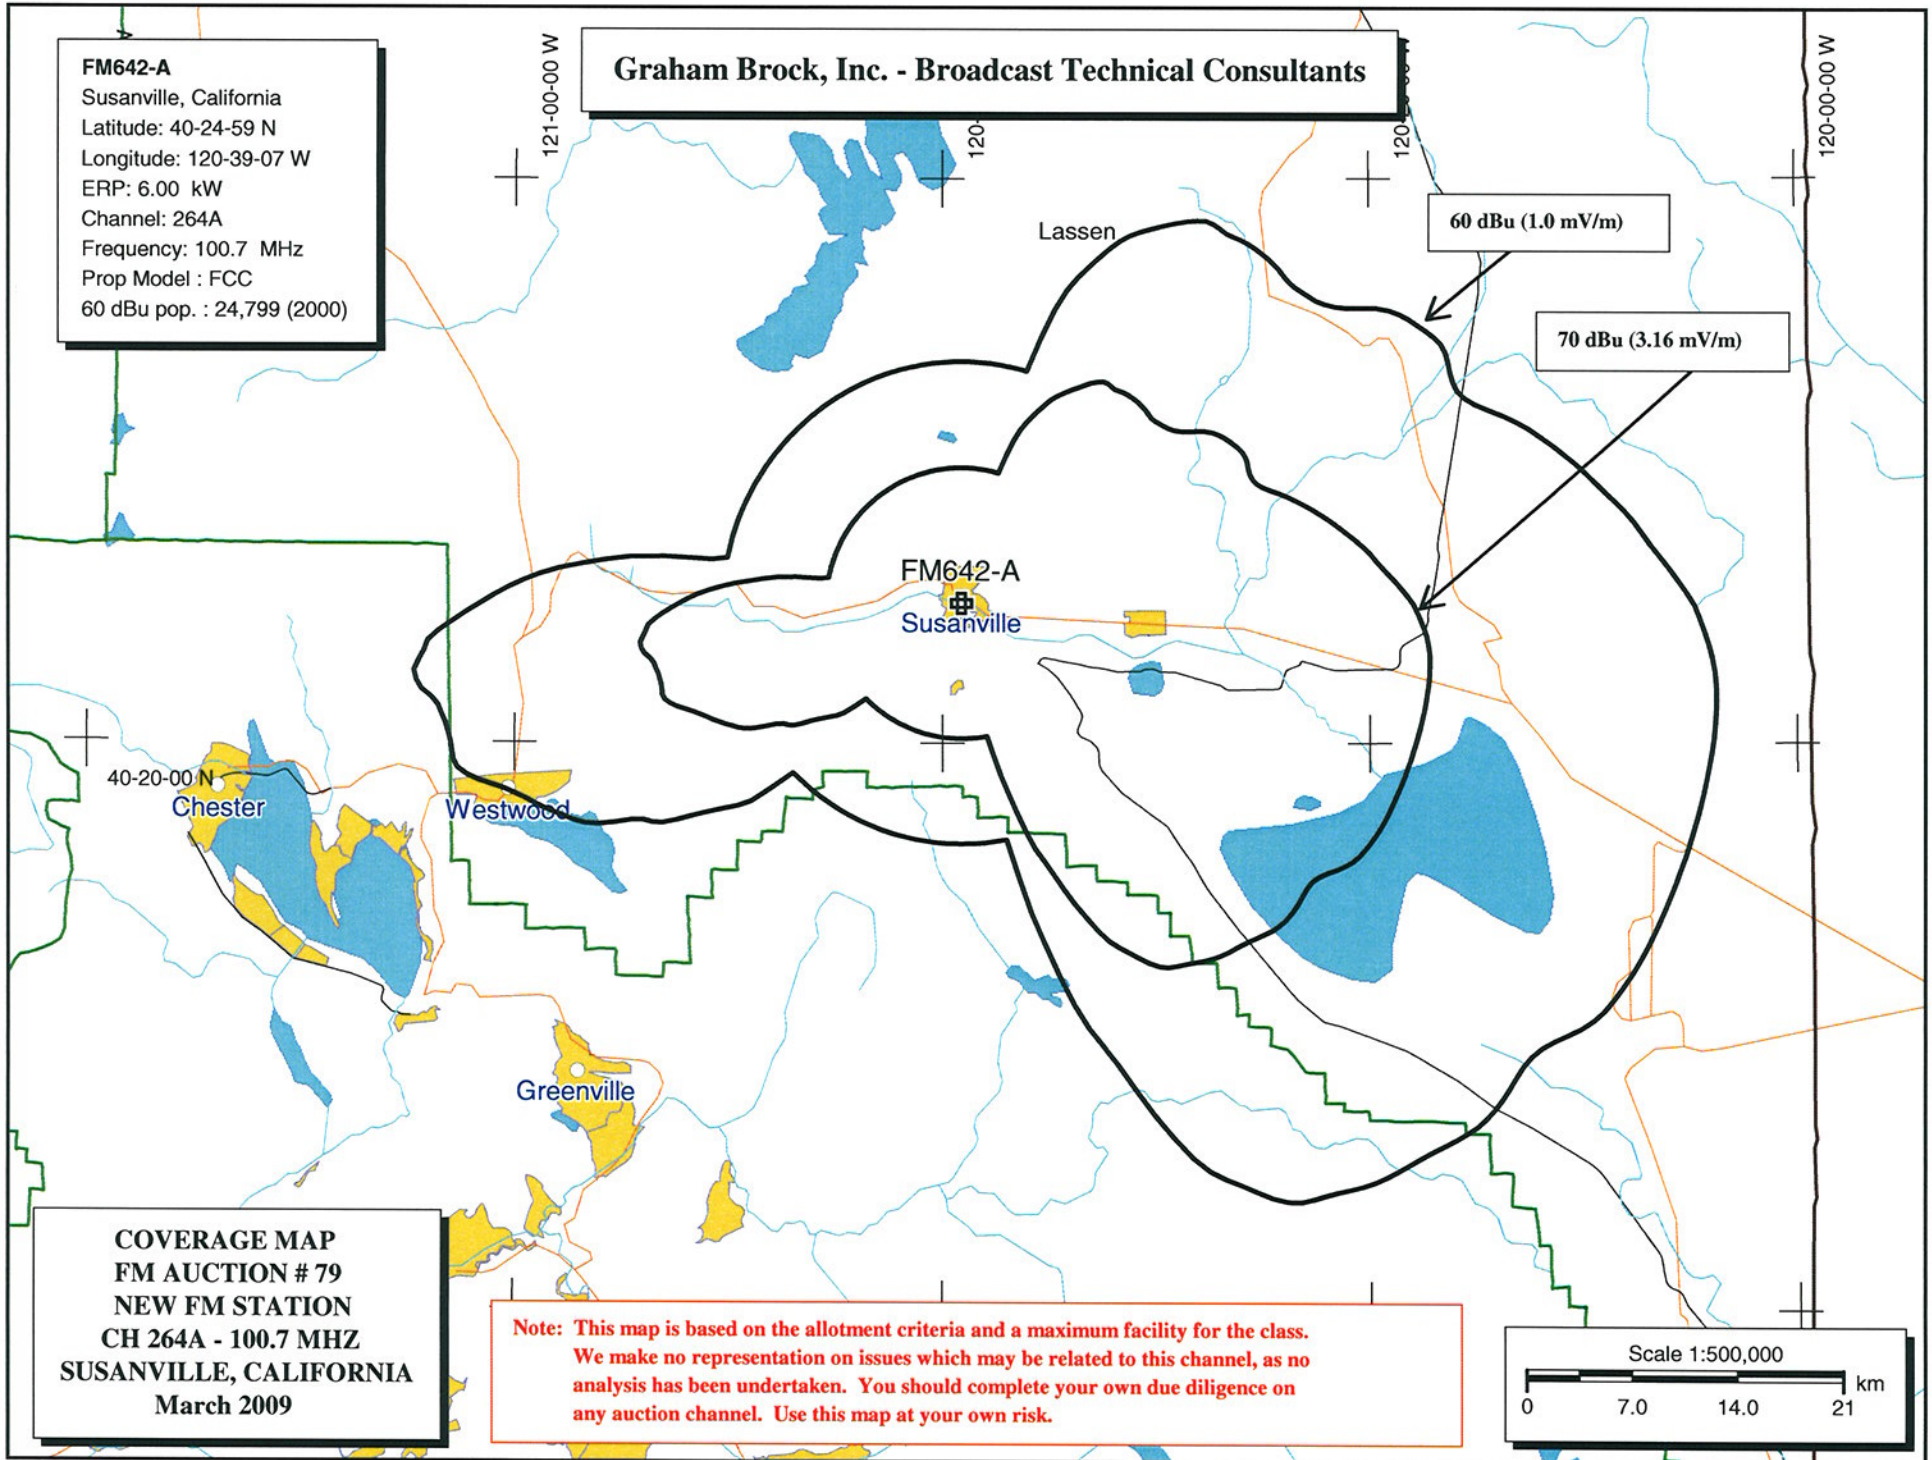 FM642-A
Susanville, California
Latitude: 40-24-59 N
Longitude: 120-39-07 W
ERP: 6.00 kW
Channel: 264A
Frequency: 100.7 MHz
Prop Model : FCC
60 dBu pop. : 24,799 (2000)
Graham Brock, Inc. - Broadcast Technical Consultants
121-00-00 W
120-
120-
120-00-00 W
60 dBu (1.0 mV/m)
Lassen
70 dBu (3.16 mV/m)
FM642-A
Susanville
40-20-00 N
Chester
Westwood
Greenville
COVERAGE MAP
FM AUCTION # 79
NEW FM STATION
CH 264A - 100.7 MHZ
SUSANVILLE, CALIFORNIA
March 2009
Note: This map is based on the allotment criteria and a maximum facility for the class.
We make no representation on issues which may be related to this channel, as no
analysis has been undertaken. You should complete your own due diligence on
any auction channel. Use this map at your own risk.
Scale 1:500,000
km
0 7.0 14.0 21